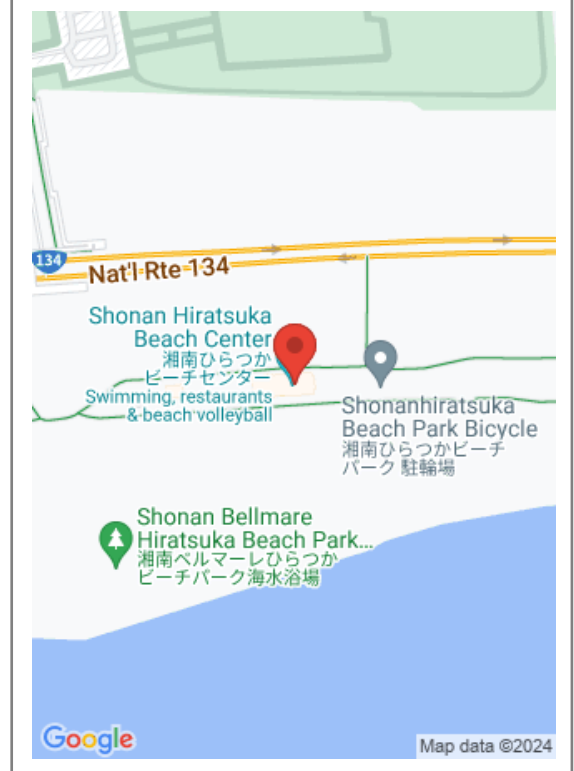 134
Nat'l Rte 134
Shonan Hiratsuka
Beach Center
湘南ひらつか
ビーチセンター
Swimming, restaurants
& beach volleyball
Shonanhiratsuka
Beach Park Bicycle
湘南ひらつかビーチ
パーク 駐輪場
Shonan Bellmare
Hiratsuka Beach Park...
湘南ベルマーレひらつか
ビーチパーク海水浴場
Google
Map data ©2024